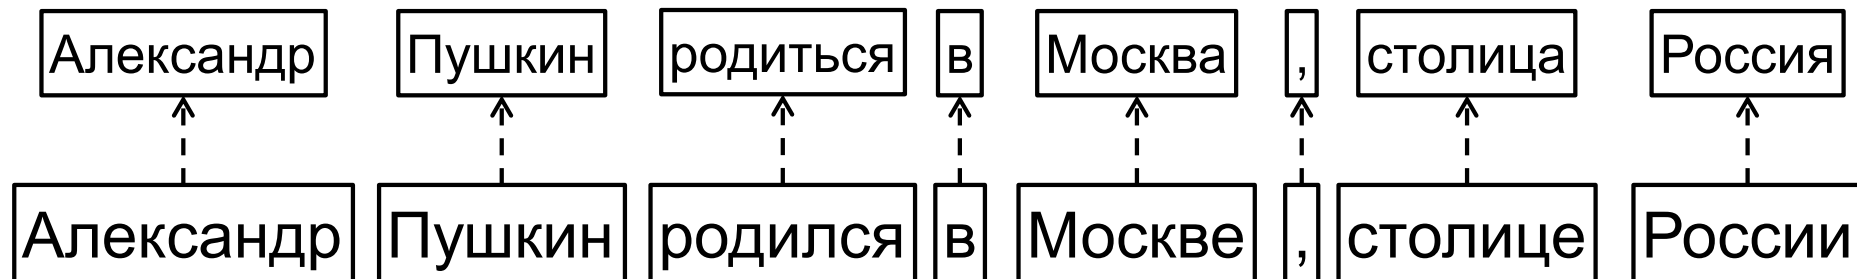 Александр Пушкин родиться в Москва , столица Россия
Александр Пушкин родился в Москве , столице России